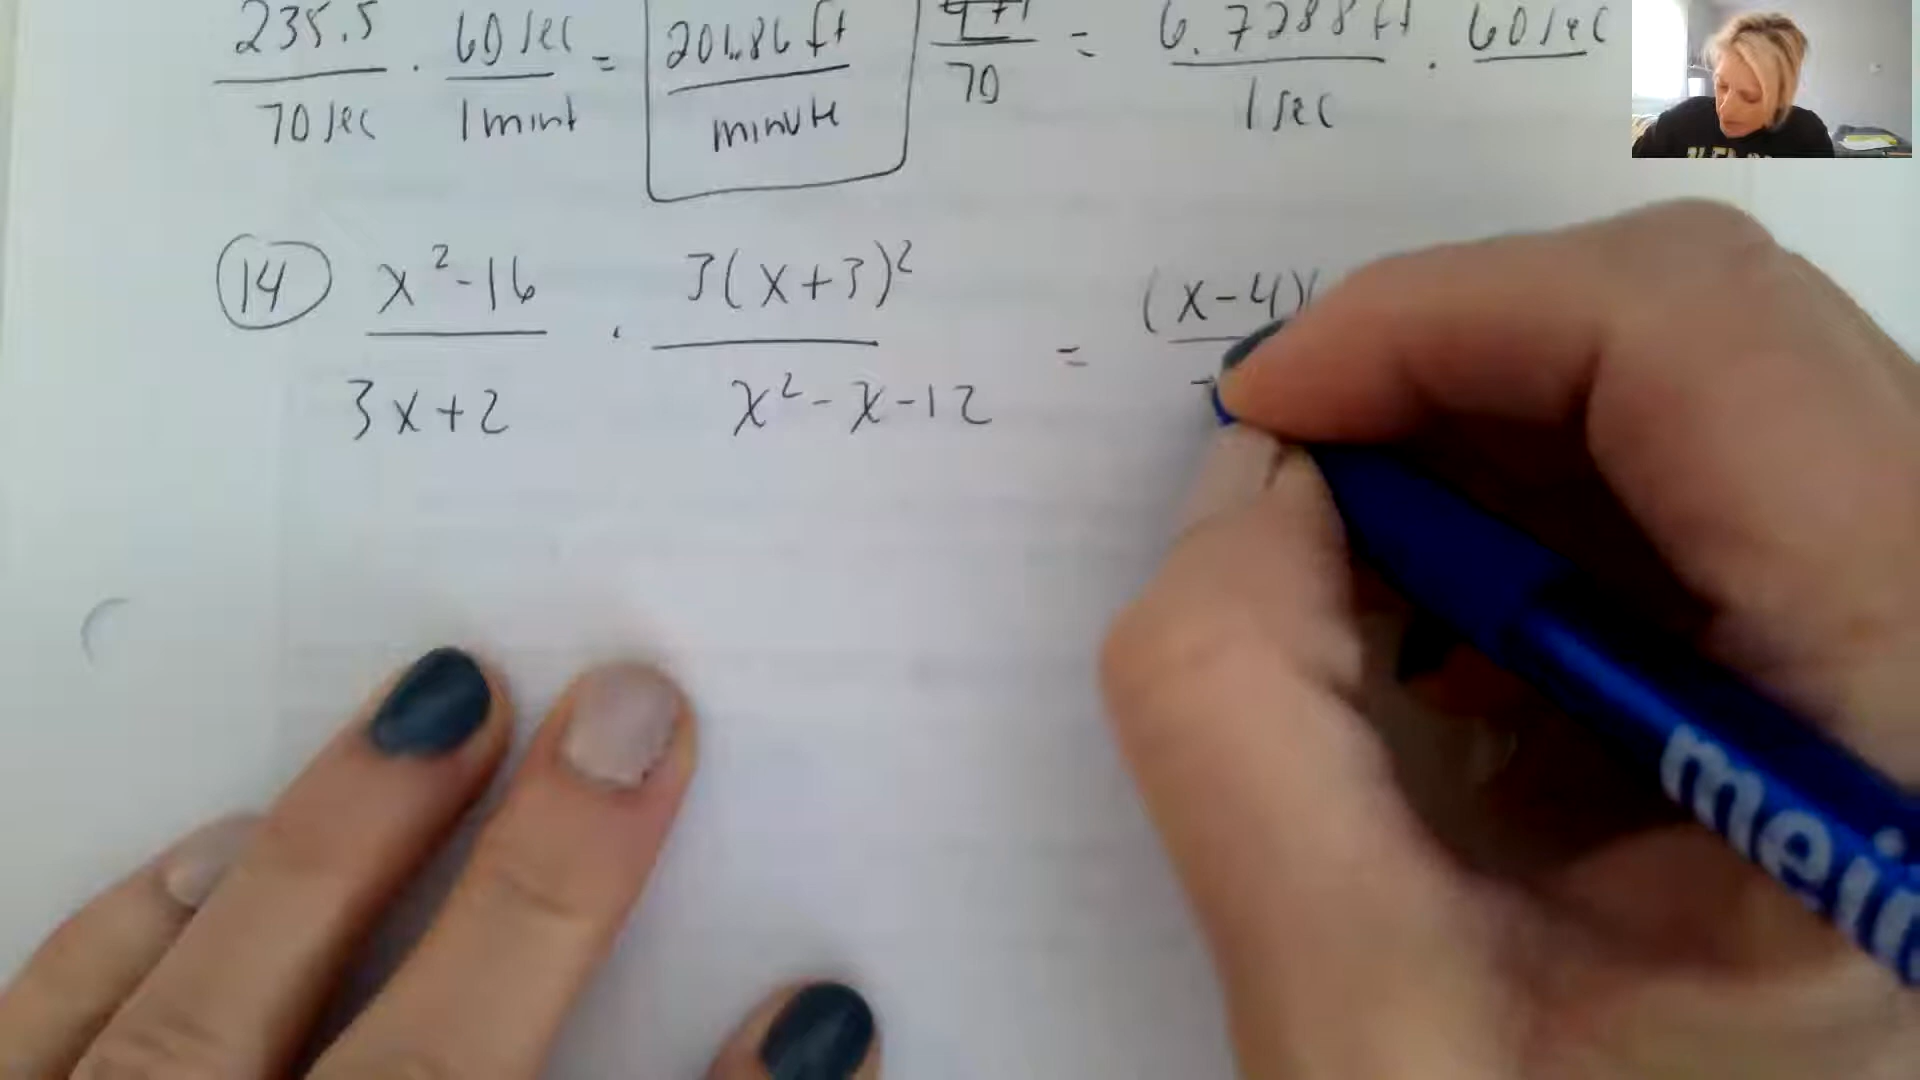 235.5 / 70 sec · 60 sec / 1 mint = 201.86 ft / minute
70 = 6.7288 ft / 1 sec · 60 sec
14 x² - 16 / 3x + 2 · 3(x + 3)² / x² - x - 12 = (x - 4)(